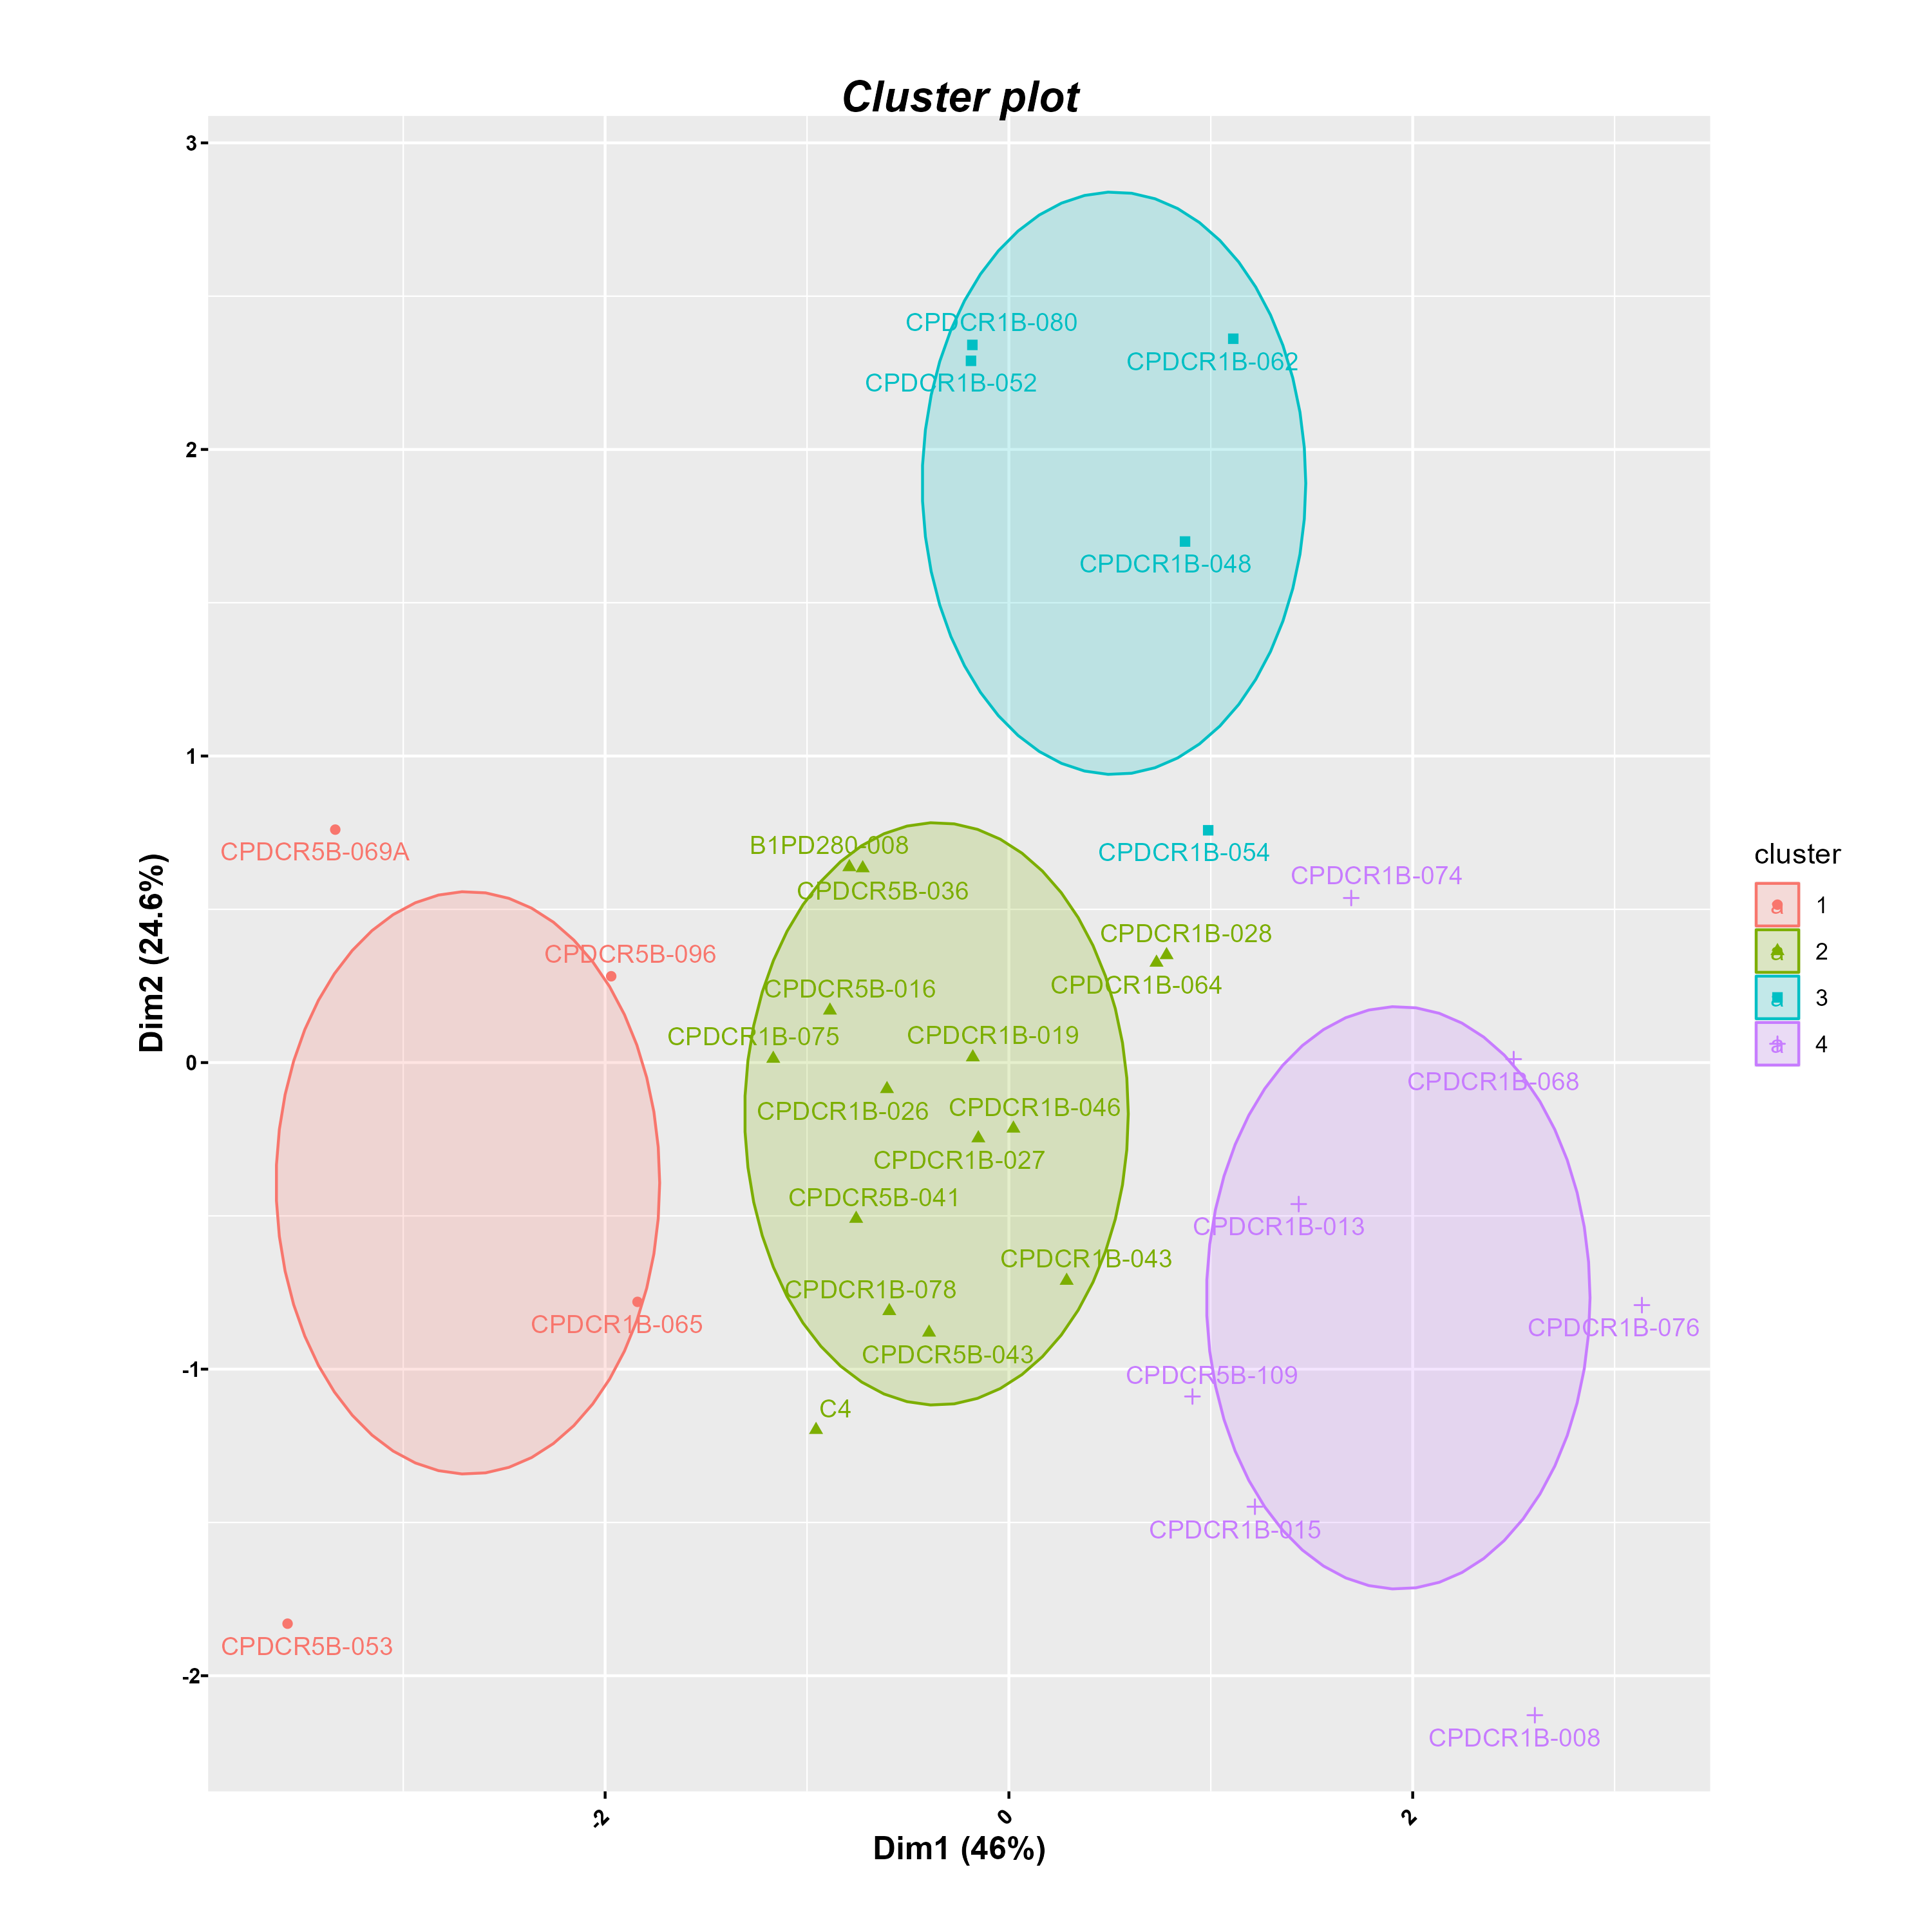 Cluster plot
3
2
1
0
-1
-2
Dim2 (24.6%)
CPDCR1B-080
CPDCR1B-062
CPDCR1B-052
CPDCR1B-048
B1PD280-008
CPDCR5B-069A
CPDCR1B-054
CPDCR1B-074
CPDCR5B-036
CPDCR1B-028
CPDCR5B-096
CPDCR5B-016
CPDCR1B-064
CPDCR1B-075
CPDCR1B-019
CPDCR1B-068
CPDCR1B-026
CPDCR1B-046
CPDCR1B-027
CPDCR5B-041
CPDCR1B-013
CPDCR1B-043
CPDCR1B-078
CPDCR1B-065
CPDCR1B-076
CPDCR5B-043
CPDCR5B-109
C4
CPDCR1B-015
CPDCR5B-053
CPDCR1B-008
-2
0
2
Dim1 (46%)
cluster
a 1
a 2
a 3
a 4